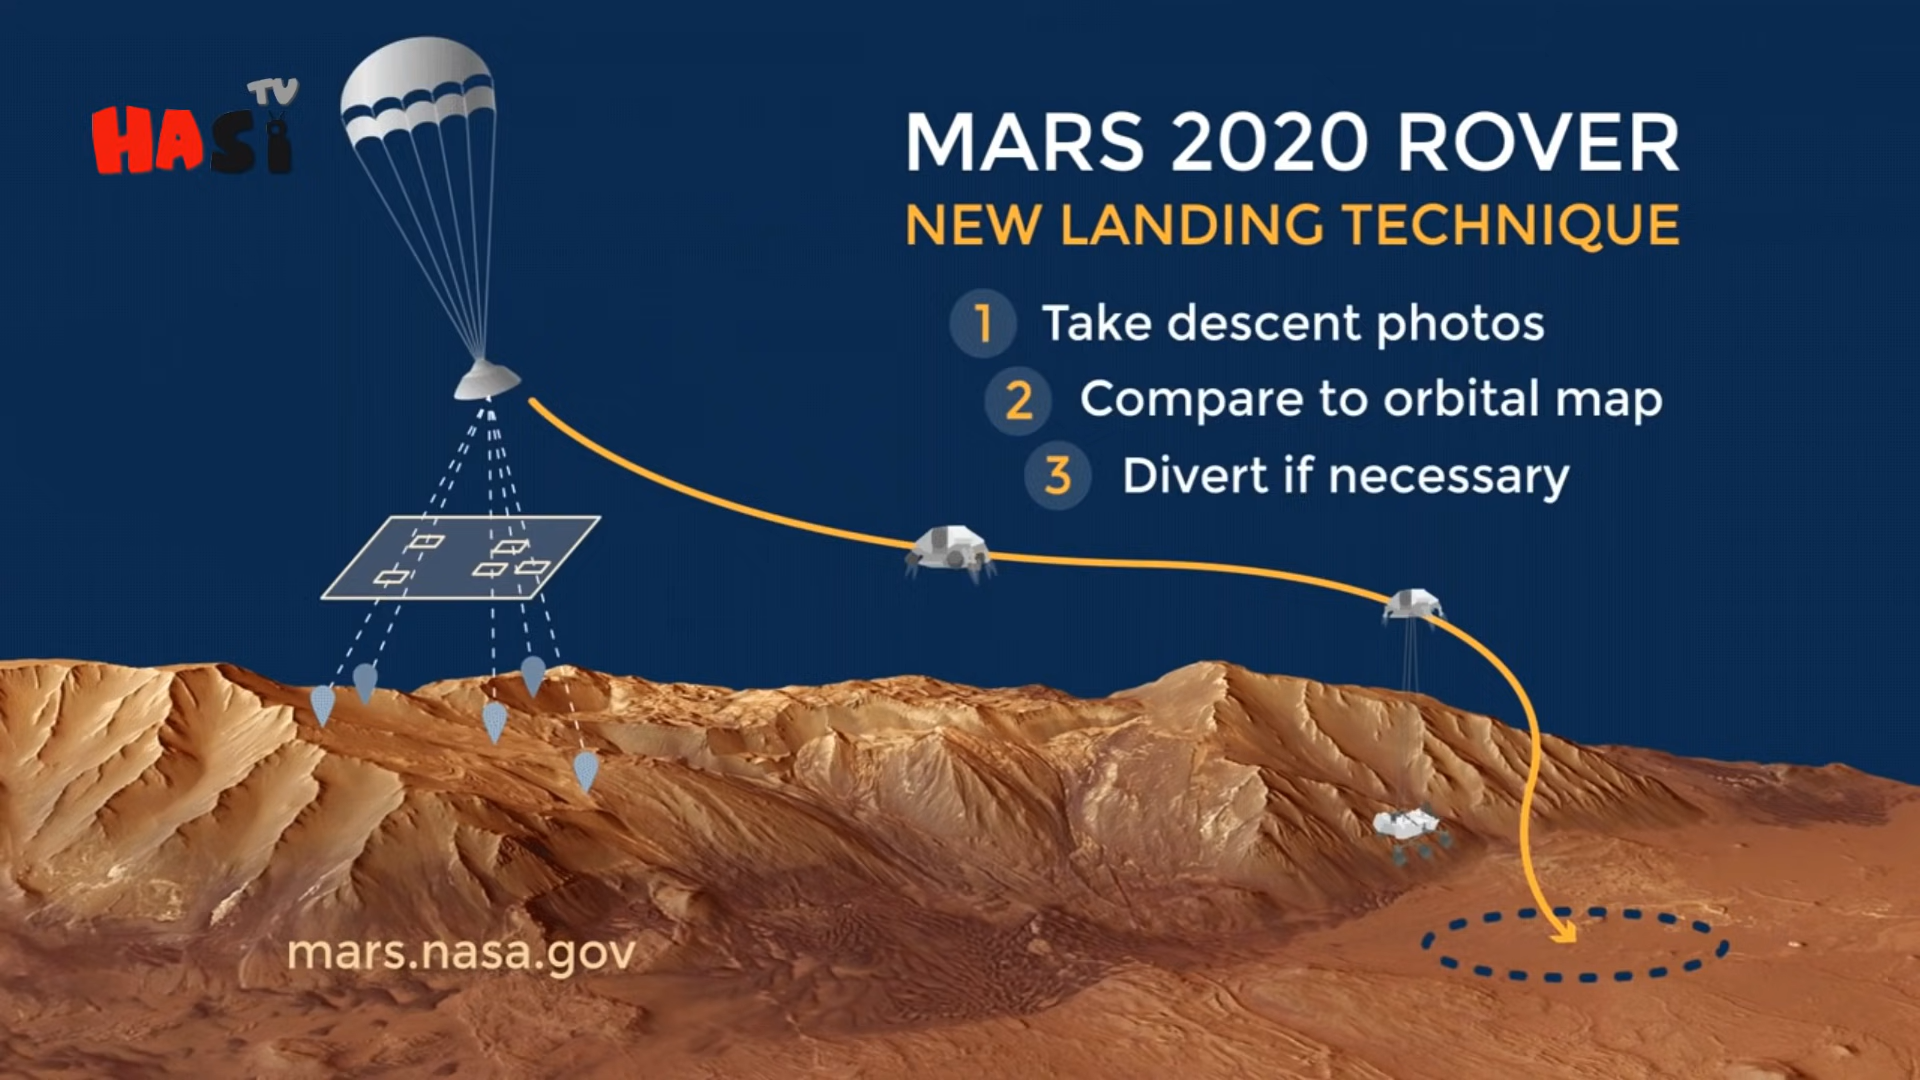 TV
HASi
MARS 2020 ROVER
NEW LANDING TECHNIQUE
1 Take descent photos
2 Compare to orbital map
3 Divert if necessary
mars.nasa.gov